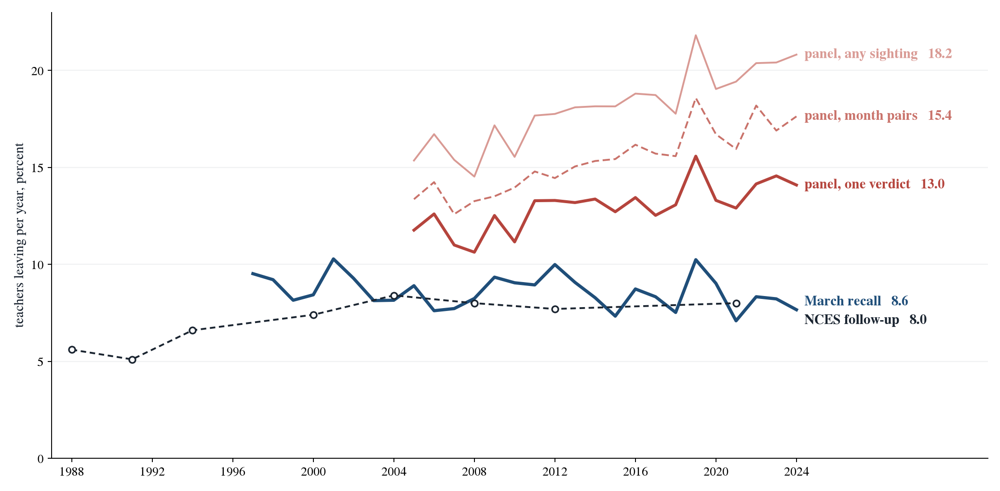 teachers leaving per year, percent
20
15
10
5
0
panel, any sighting 18.2
panel, month pairs 15.4
panel, one verdict 13.0
March recall 8.6
NCES follow-up 8.0
1988 1992 1996 2000 2004 2008 2012 2016 2020 2024